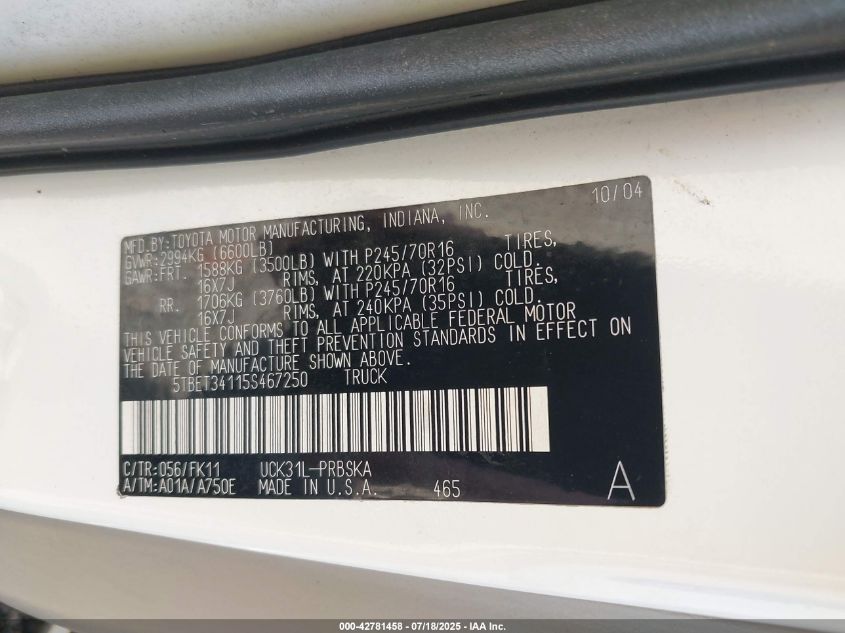 10/04
MFD.BY:TOYOTA MOTOR MANUFACTURING, INDIANA, INC.
GVWR:2994KG (6600LB)
GAWR:FRT. 1588KG (3500LB) WITH P245/70R16 TIRES,
16X7J RIMS, AT 220KPA (32PSI) COLD.
RR. 1706KG (3760LB) WITH P245/70R16 TIRES,
16X7J RIMS, AT 240KPA (35PSI) COLD.
THIS VEHICLE CONFORMS TO ALL APPLICABLE FEDERAL MOTOR
VEHICLE SAFETY AND THEFT PREVENTION STANDARDS IN EFFECT ON
THE DATE OF MANUFACTURE SHOWN ABOVE.
5TBET34115S467250 TRUCK
C/TR:056/FK11 UCK31L-PRBSKA
A/TM:A01A/A750E MADE IN U.S.A. 465 A
000-42781458 - 07/18/2025 - IAA Inc.